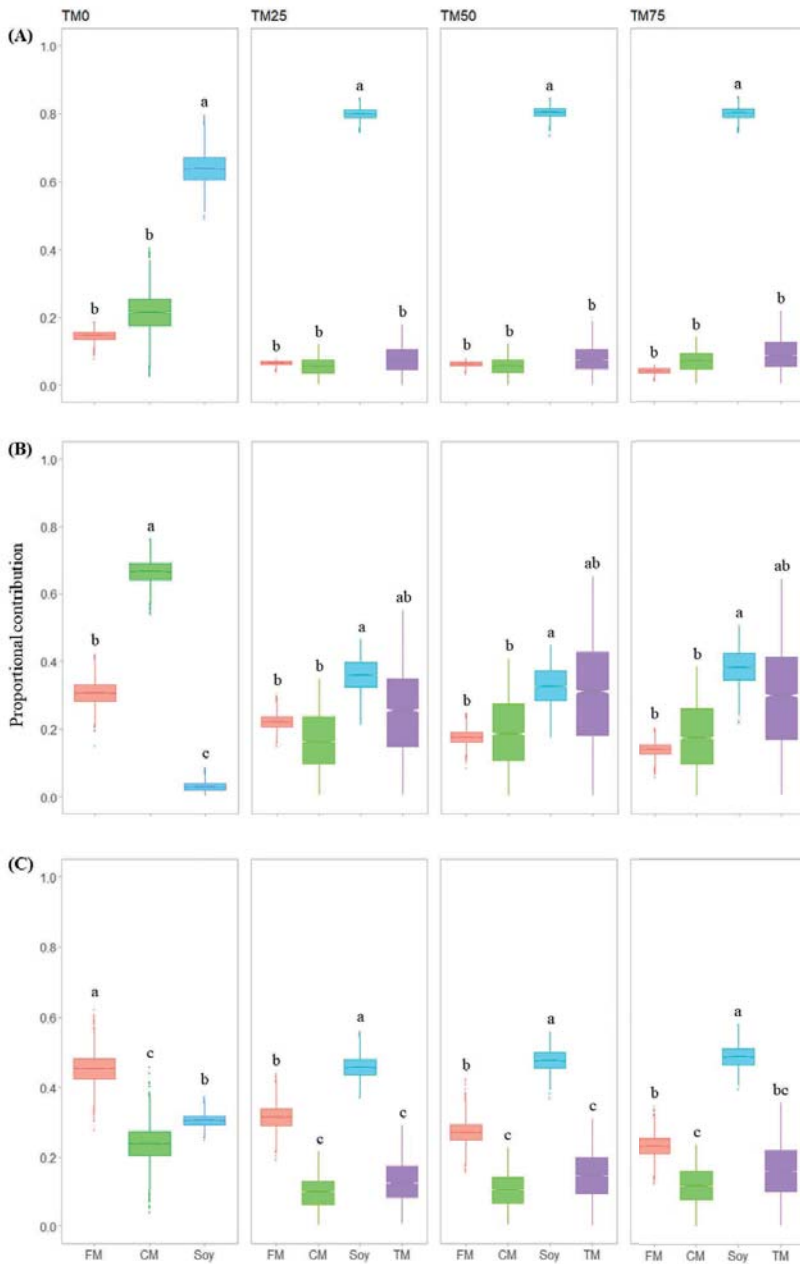 TM0 TM25 TM50 TM75
(A)
1.0
0.8
0.6
0.4
0.2
0.0
b b a
b b a b
b b a b
b b a b
(B)
Proportional contribution
1.0
0.8
0.6
0.4
0.2
0.0
b a c
b b a ab
b b a ab
b b a ab
(C)
1.0
0.8
0.6
0.4
0.2
0.0
a c b
b c a c
b c a c
b c a bc
FM CM Soy FM CM Soy TM FM CM Soy TM FM CM Soy TM